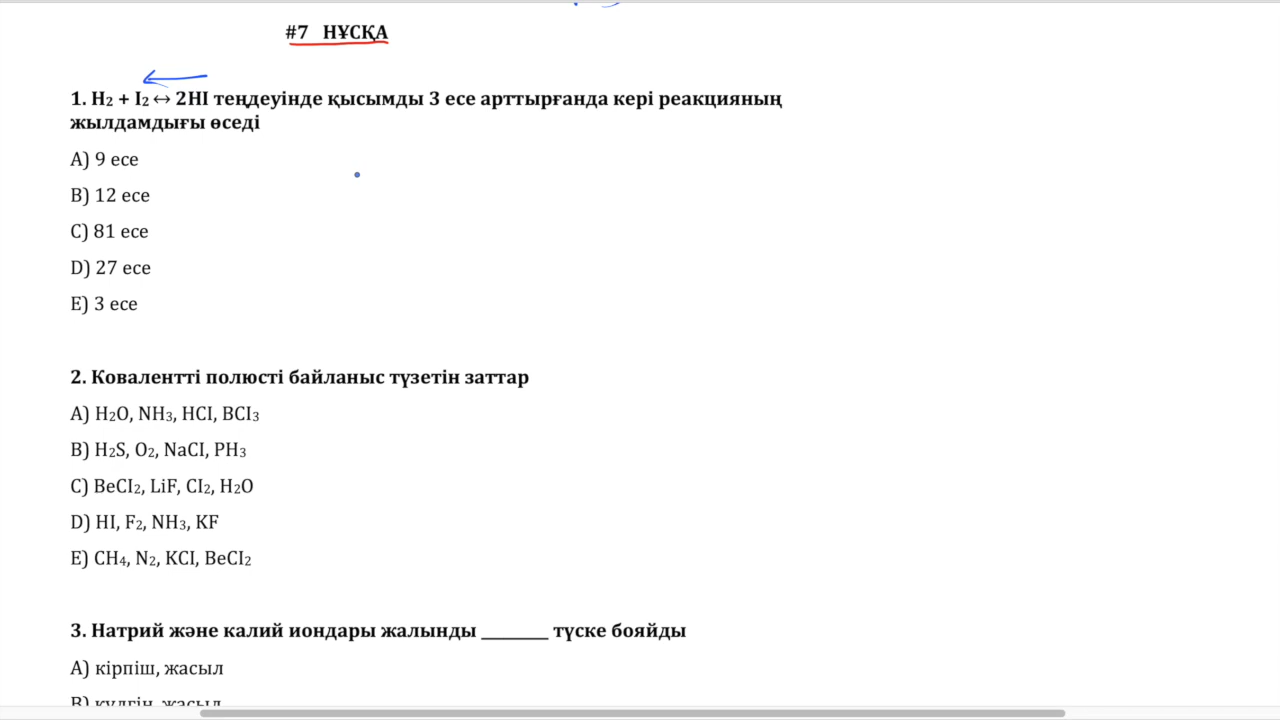 #7 НҰСҚА
1. H₂ + I₂ ↔ 2HI теңдеуінде қысымды 3 есе арттырғанда кері реакцияның
жылдамдығы өседі
A) 9 есе
B) 12 есе
C) 81 есе
D) 27 есе
E) 3 есе
2. Ковалентті полюсті байланыс түзетін заттар
A) H₂O, NH₃, HCI, BCI₃
B) H₂S, O₂, NaCI, PH₃
C) BeCI₂, LiF, CI₂, H₂O
D) HI, F₂, NH₃, KF
E) CH₄, N₂, KCI, BeCI₂
3. Натрий және калий иондары жалынды ________ түске бояйды
A) кірпіш, жасыл
B) күлгін, жасыл